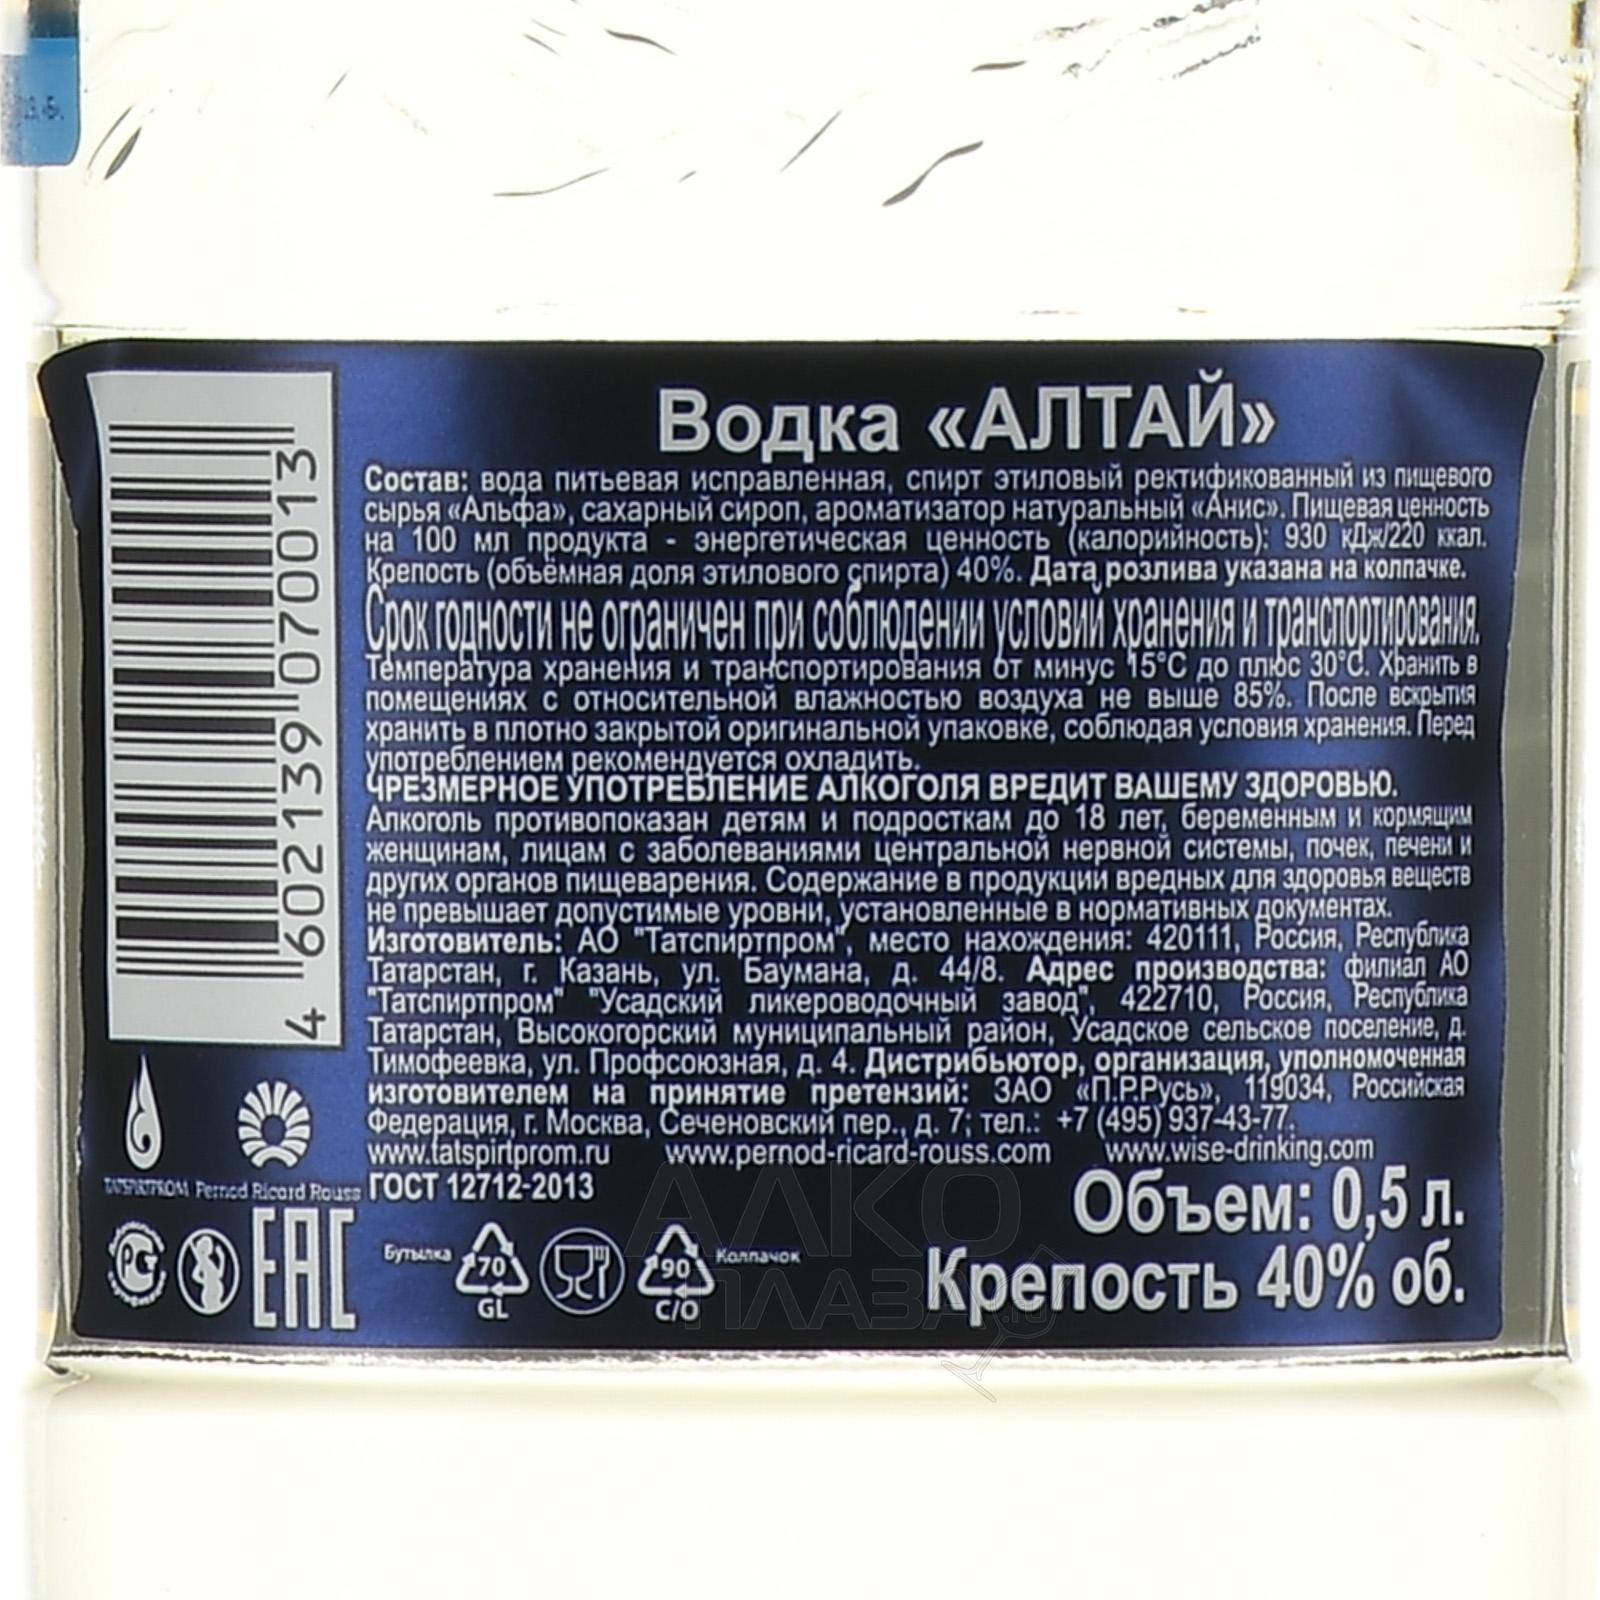 Водка «АЛТАЙ»
Состав: вода питьевая исправленная, спирт этиловый ректификованный из пищевого
сырья «Альфа», сахарный сироп, ароматизатор натуральный «Анис». Пищевая ценность
на 100 мл продукта - энергетическая ценность (калорийность): 930 кДж/220 ккал.
Крепость (объёмная доля этилового спирта) 40%. Дата розлива указана на колпачке.
Срок годности не ограничен при соблюдении условий хранения и транспортирования.
Температура хранения и транспортирования от минус 15°С до плюс 30°С. Хранить в
помещениях с относительной влажностью воздуха не выше 85%. После вскрытия
хранить в плотно закрытой оригинальной упаковке, соблюдая условия хранения. Перед
употреблением рекомендуется охладить.
ЧРЕЗМЕРНОЕ УПОТРЕБЛЕНИЕ АЛКОГОЛЯ ВРЕДИТ ВАШЕМУ ЗДОРОВЬЮ.
Алкоголь противопоказан детям и подросткам до 18 лет, беременным и кормящим
женщинам, лицам с заболеваниями центральной нервной системы, почек, печени и
других органов пищеварения. Содержание в продукции вредных для здоровья веществ
не превышает допустимые уровни, установленные в нормативных документах.
Изготовитель: АО "Татспиртпром", место нахождения: 420111, Россия, Республика
Татарстан, г. Казань, ул. Баумана, д. 44/8. Адрес производства: филиал АО
"Татспиртпром" "Усадский ликероводочный завод", 422710, Россия, Республика
Татарстан, Высокогорский муниципальный район, Усадское сельское поселение, д.
Тимофеевка, ул. Профсоюзная, д. 4. Дистрибьютор, организация, уполномоченная
изготовителем на принятие претензий: ЗАО «П.Р.Русь», 119034, Российская
Федерация, г. Москва, Сеченовский пер., д. 7; тел.: +7 (495) 937-43-77.
www.tatspirtprom.ru www.pernod-ricard-rouss.com www.wise-drinking.com
ГОСТ 12712-2013
Объем: 0,5 л.
Крепость 40% об.
4 602139 070013
TATSPIRTPROM Pernod Ricard Rouss
РСТ
EAC
Бутылка 70 GL
90 C/O Колпачок
АЛКО
ПЛАЗА.ru